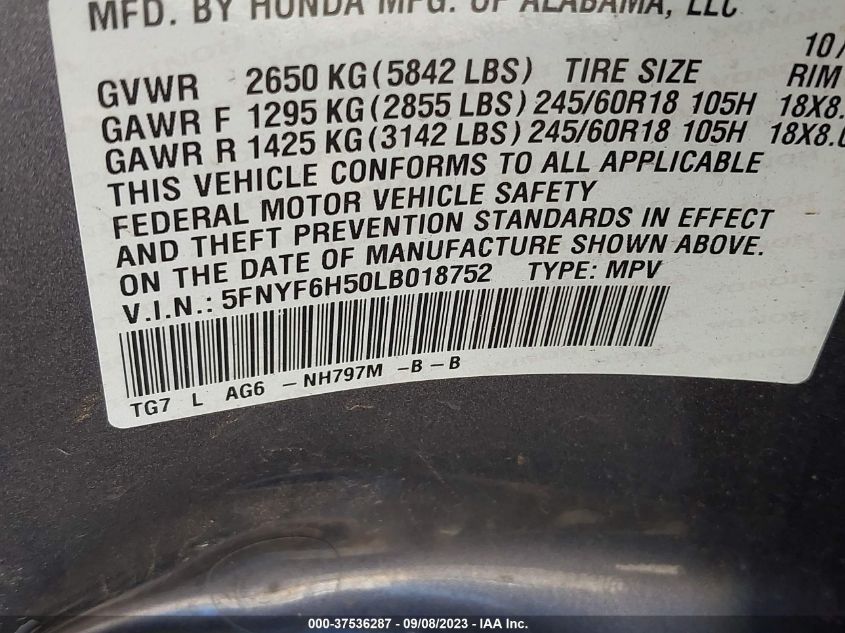 MFD. BY HONDA MFG. OF ALABAMA, LLC
10/
GVWR 2650 KG (5842 LBS) TIRE SIZE RIM
GAWR F 1295 KG (2855 LBS) 245/60R18 105H 18X8.
GAWR R 1425 KG (3142 LBS) 245/60R18 105H 18X8.0
THIS VEHICLE CONFORMS TO ALL APPLICABLE
FEDERAL MOTOR VEHICLE SAFETY
AND THEFT PREVENTION STANDARDS IN EFFECT
ON THE DATE OF MANUFACTURE SHOWN ABOVE.
V.I.N.: 5FNYF6H50LB018752 TYPE: MPV
TG7 L AG6 -NH797M -B-B
000-37536287 - 09/08/2023 - © IAA Inc.